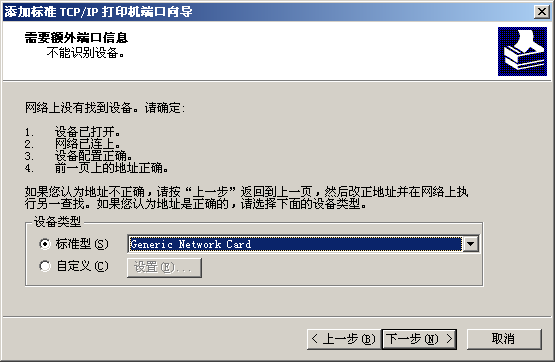 添加标准 TCP/IP 打印机端口向导
需要额外端口信息
不能识别设备。
网络上没有找到设备。请确定:
1. 设备已打开。
2. 网络已连上。
3. 设备配置正确。
4. 前一页上的地址正确。
如果您认为地址不正确，请按“上一步”返回到上一页，然后改正地址并在网络上执
行另一查找。如果您认为地址是正确的，请选择下面的设备类型。
设备类型
标准型(S)
Generic Network Card
自定义(C)
设置(E)...
< 上一步(B)
下一步(N) >
取消